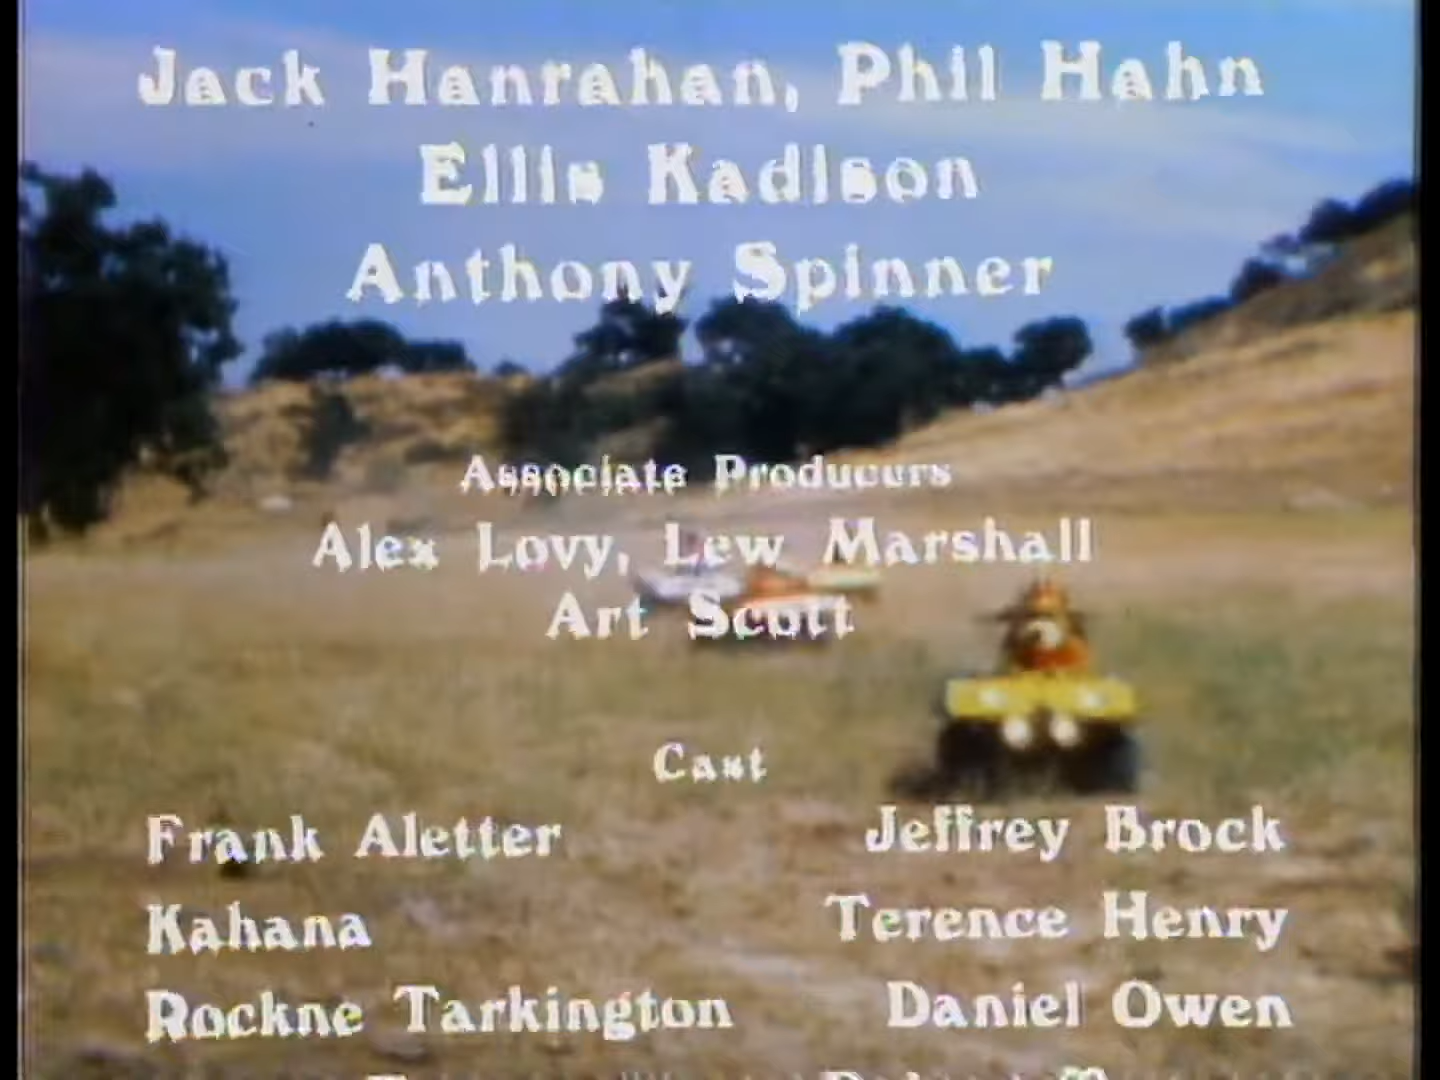 Jack Hanrahan, Phil Hahn
Ellis Kadison
Anthony Spinner
Associate Producers
Alex Lovy, Lew Marshall
Art Scott
Cast
Frank Aletter
Jeffrey Brock
Kahana
Terence Henry
Rockne Tarkington
Daniel Owen